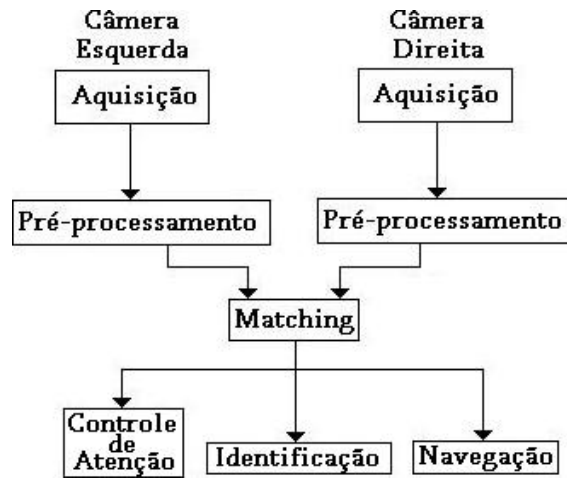 Câmera
Esquerda
Câmera
Direita
Aquisição
Aquisição
Pré-processamento
Pré-processamento
Matching
Controle
de
Atenção
Identificação
Navegação